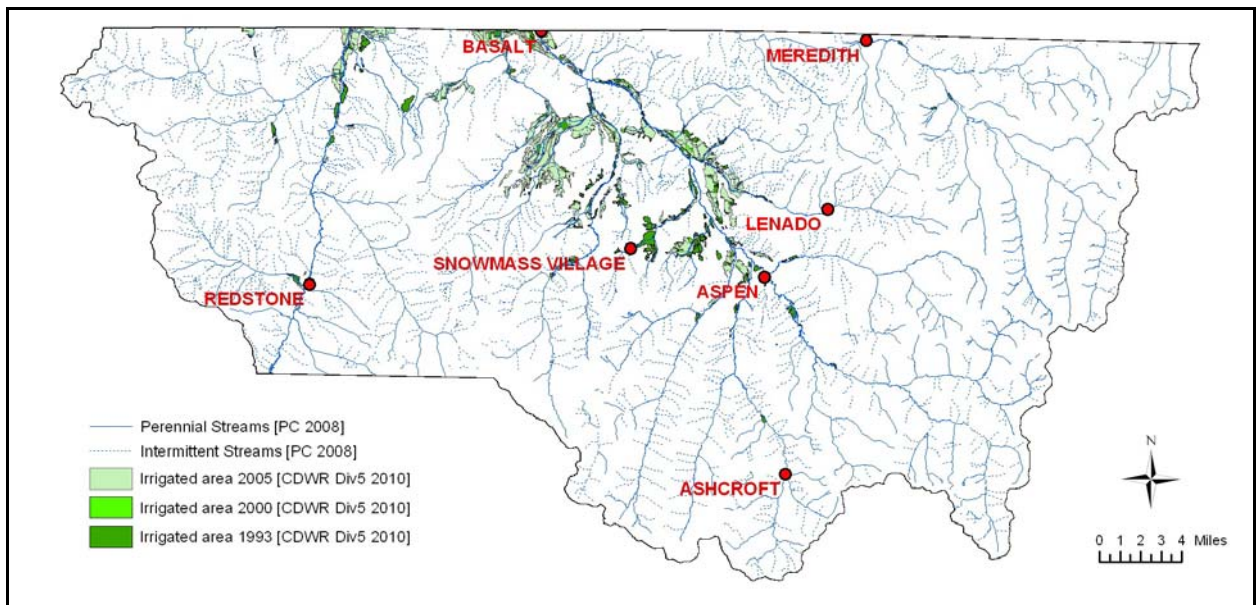 BASALT
MEREDITH
LENADO
SNOWMASS VILLAGE
ASPEN
REDSTONE
ASHCROFT
Perennial Streams [PC 2008]
Intermittent Streams [PC 2008]
Irrigated area 2005 [CDWR Div5 2010]
Irrigated area 2000 [CDWR Div5 2010]
Irrigated area 1993 [CDWR Div5 2010]
N
0 1 2 3 4 Miles